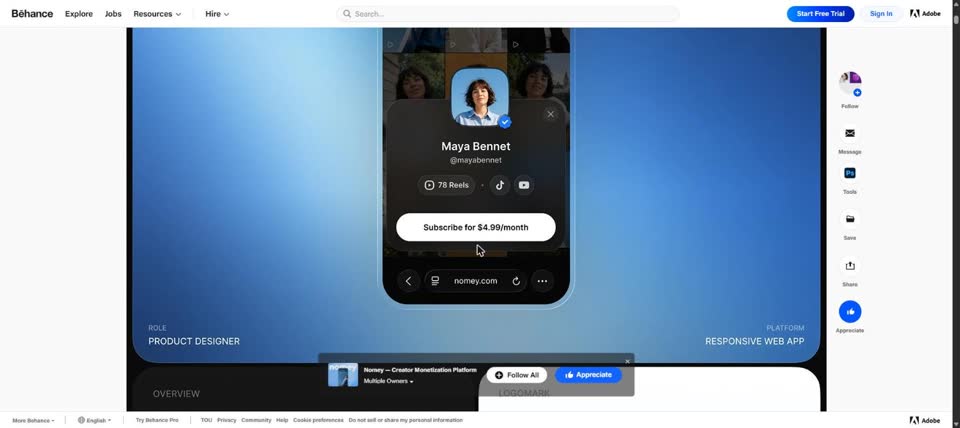 Bēhance
Explore
Jobs
Resources
Hire
Search...
Start Free Trial
Sign In
Adobe
Follow
Maya Bennet
@mayabennet
Message
78 Reels
Ps
Tools
Subscribe for $4.99/month
Save
nomey.com
Share
ROLE
PRODUCT DESIGNER
PLATFORM
RESPONSIVE WEB APP
Appreciate
nomey
Nomey — Creator Monetization Platform
Multiple Owners
Follow All
Appreciate
OVERVIEW
LOGOMARK
More Behance
English
Try Behance Pro
TOU
Privacy
Community
Help
Cookie preferences
Do not sell or share my personal information
Adobe